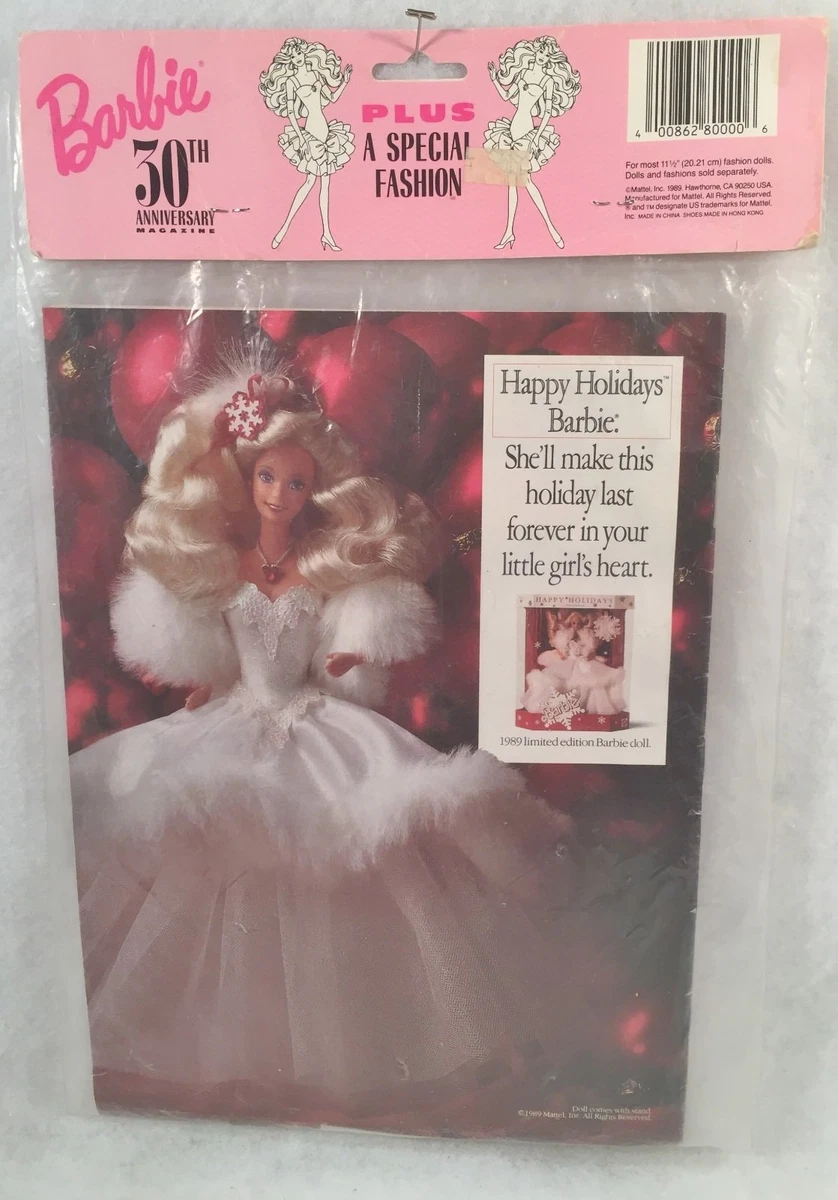 Barbie®
30TH
ANNIVERSARY
MAGAZINE
PLUS
A SPECIAL
FASHION
4 00862 80000 6
For most 11½" (20.21 cm) fashion dolls.
Dolls and fashions sold separately.
©Mattel, Inc. 1989. Hawthorne, CA 90250 USA.
Manufactured for Mattel. All Rights Reserved.
® and ™ designate US trademarks for Mattel,
Inc. MADE IN CHINA SHOES MADE IN HONG KONG
Happy Holidays™
Barbie®.
She'll make this
holiday last
forever in your
little girl's heart.
HAPPY HOLIDAYS
Barbie
1989 limited edition Barbie doll.
Doll comes with stand
©1989 Mattel, Inc. All Rights Reserved.